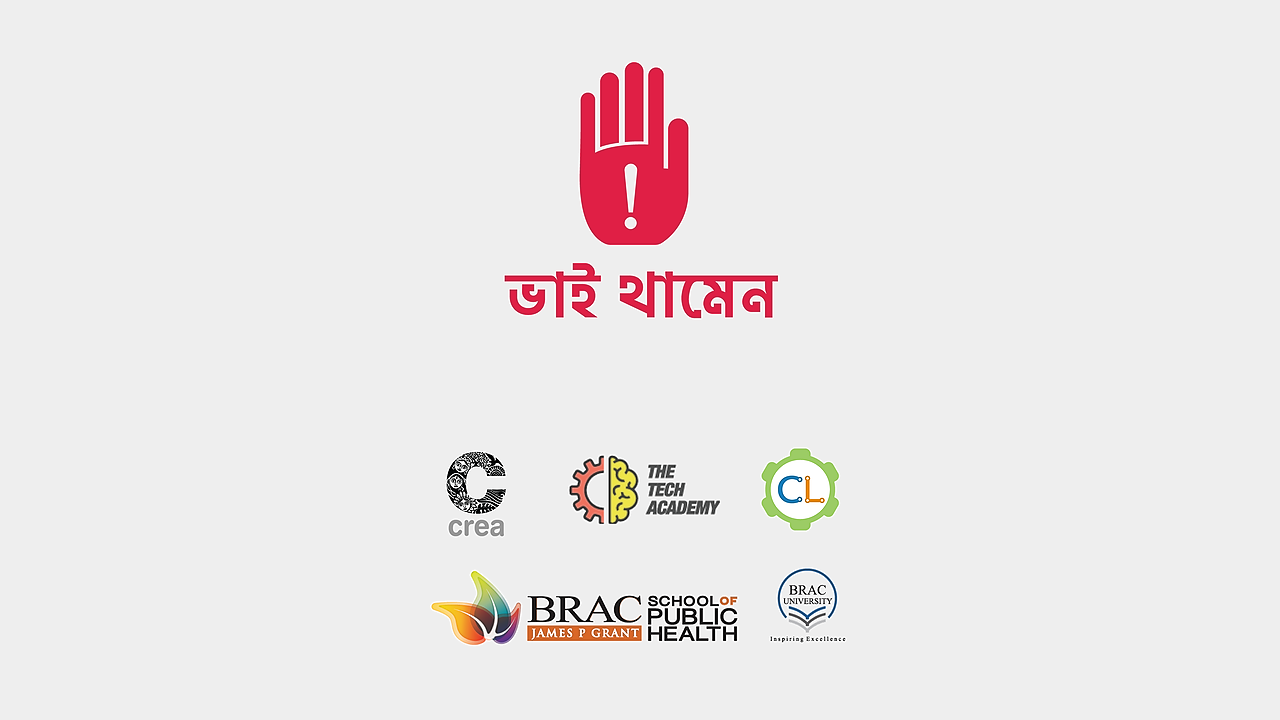 !
ভাই থামেন
C
crea
THE
TECH
ACADEMY
CL
BRAC
JAMES P GRANT
SCHOOL OF
PUBLIC
HEALTH
BRAC
UNIVERSITY
Inspiring Excellence